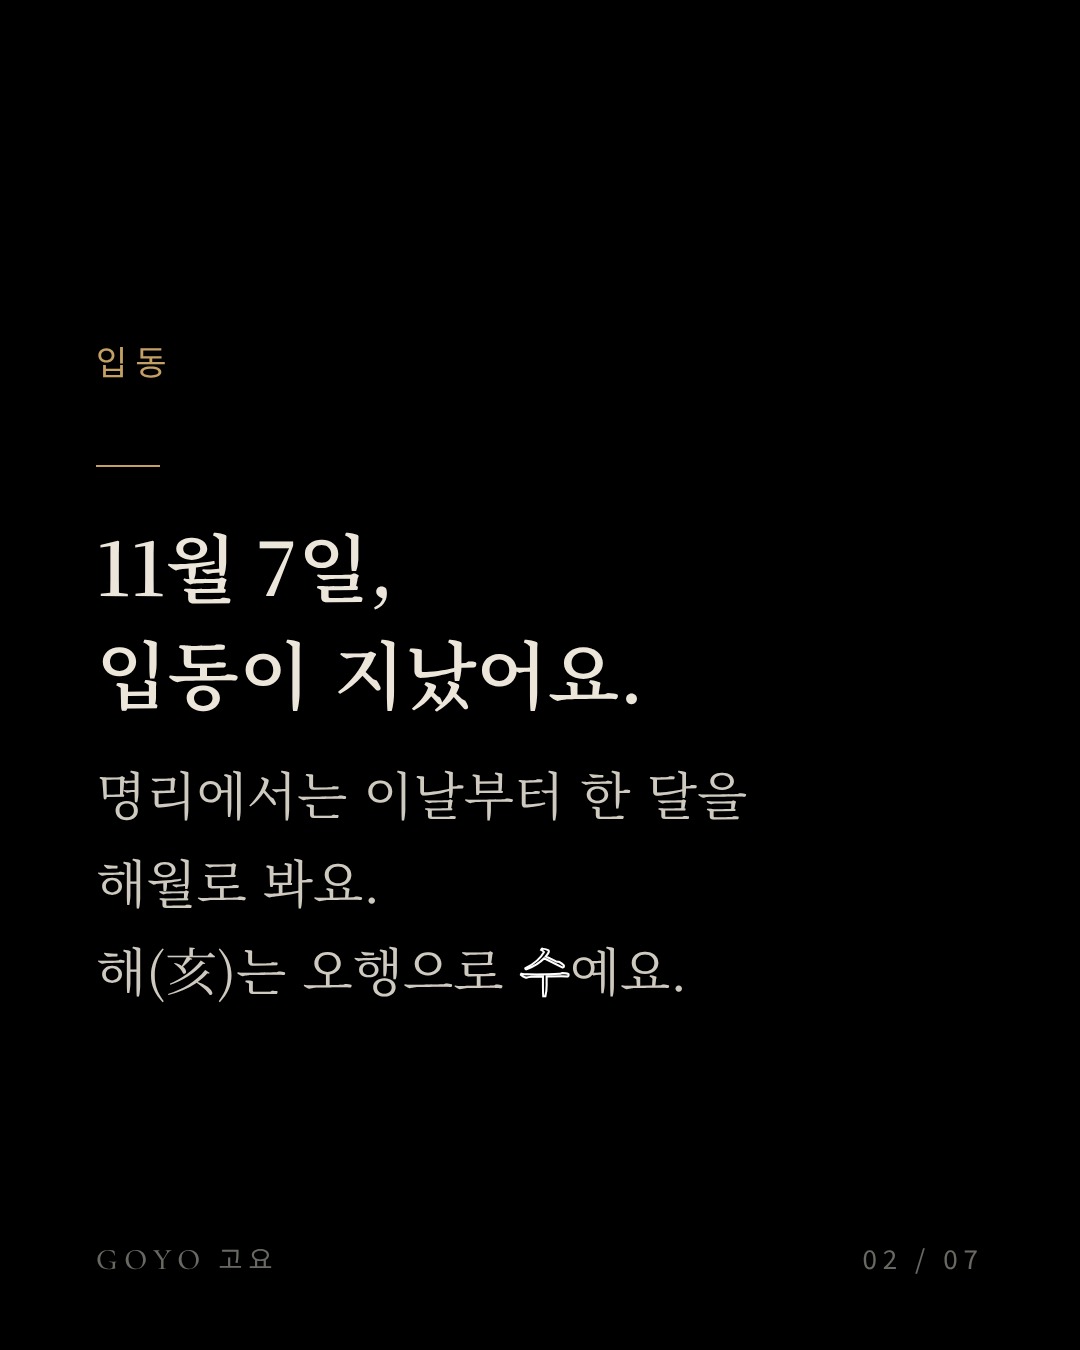 입동
11월 7일,
입동이 지났어요.
명리에서는 이날부터 한 달을
해월로 봐요.
해(亥)는 오행으로 수예요.
GOYO 고요
02 / 07